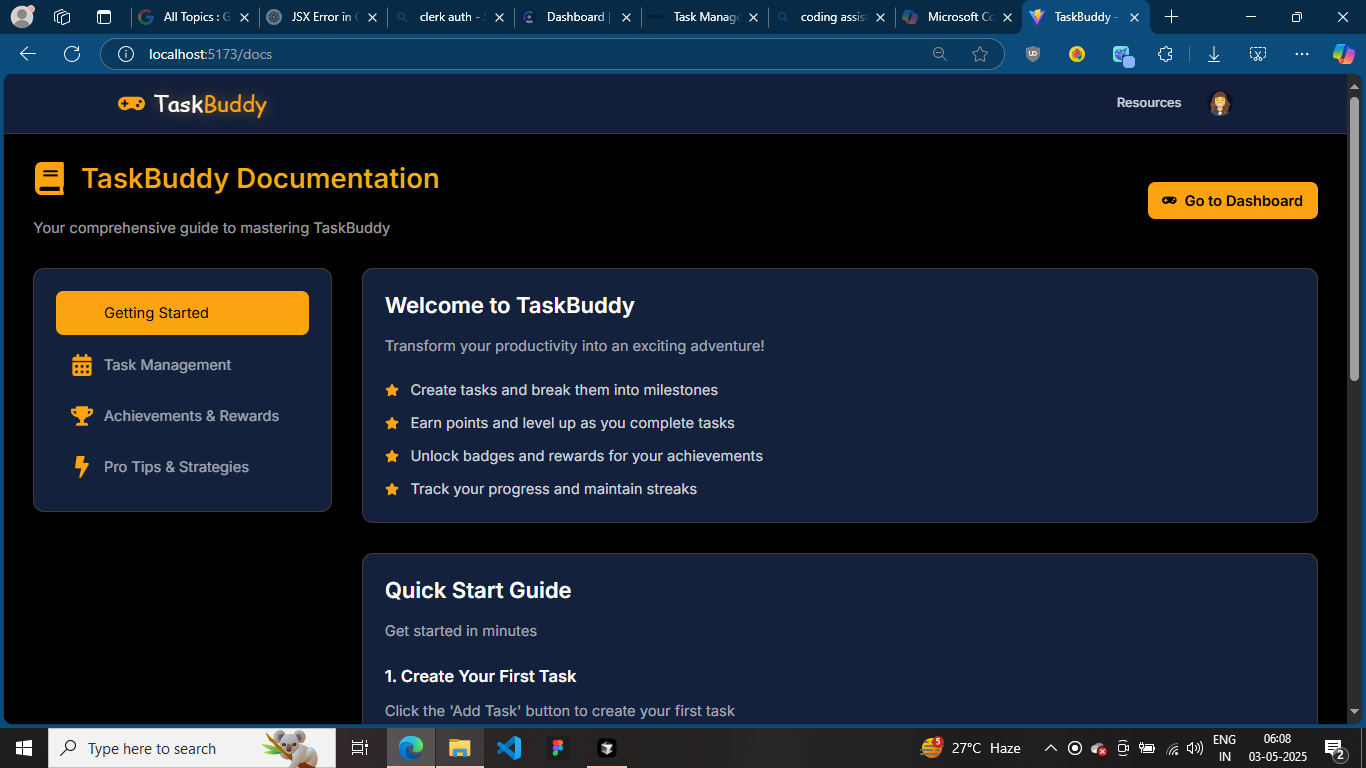 All Topics : G
JSX Error in C
clerk auth - S
Dashboard |
Task Manage
coding assis
Microsoft Co
TaskBuddy -
localhost:5173/docs
TaskBuddy
Resources
TaskBuddy Documentation
Go to Dashboard
Your comprehensive guide to mastering TaskBuddy
Getting Started
Task Management
Achievements & Rewards
Pro Tips & Strategies
Welcome to TaskBuddy
Transform your productivity into an exciting adventure!
Create tasks and break them into milestones
Earn points and level up as you complete tasks
Unlock badges and rewards for your achievements
Track your progress and maintain streaks
Quick Start Guide
Get started in minutes
1. Create Your First Task
Click the 'Add Task' button to create your first task
Type here to search
5
27°C Haze
ENG
IN
06:08
03-05-2025
2